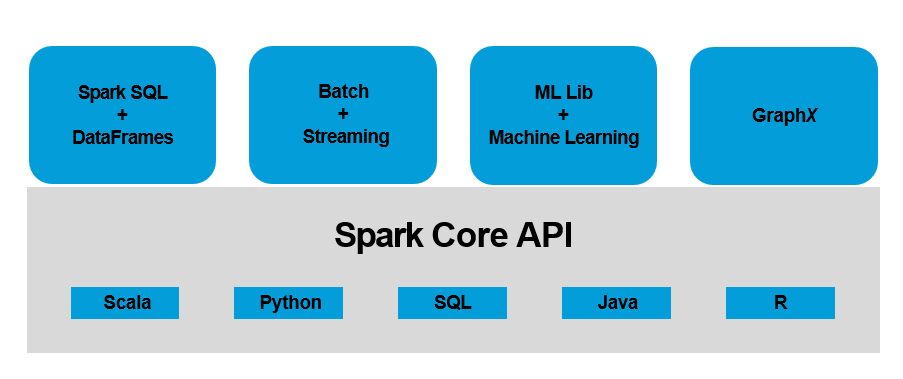 Spark SQL
+
DataFrames
Batch
+
Streaming
ML Lib
+
Machine Learning
GraphX
Spark Core API
Scala
Python
SQL
Java
R